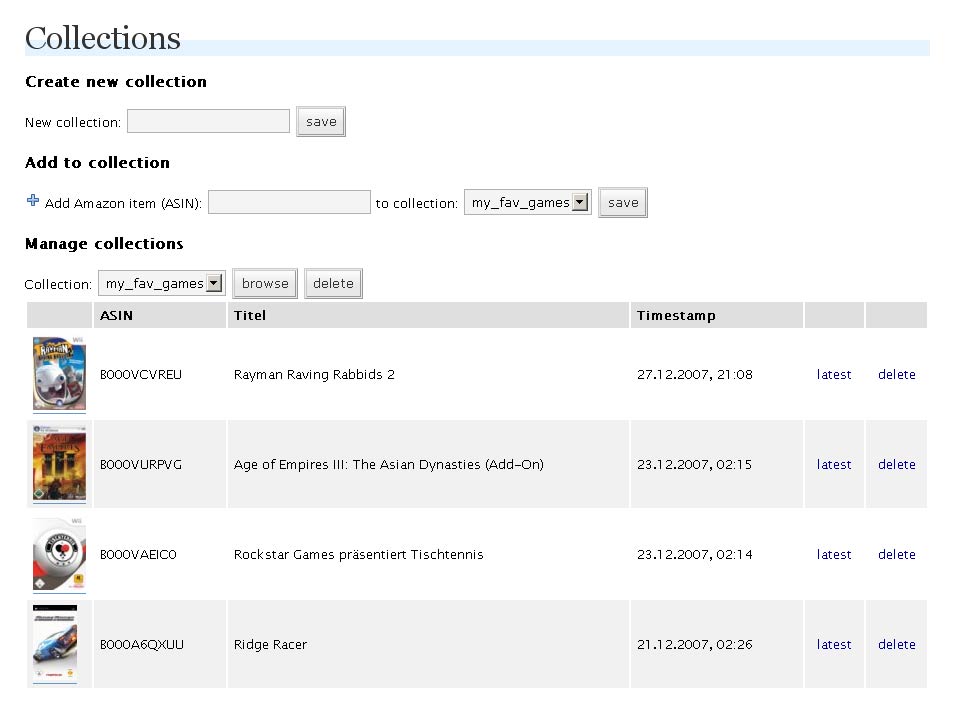 Collections
Create new collection
New collection: save
Add to collection
Add Amazon item (ASIN): to collection: my_fav_games save
Manage collections
Collection: my_fav_games browse delete
ASIN Titel Timestamp
B000VCVREU Rayman Raving Rabbids 2 27.12.2007, 21:08 latest delete
B000VURPVG Age of Empires III: The Asian Dynasties (Add-On) 23.12.2007, 02:15 latest delete
B000VAEICO Rockstar Games präsentiert Tischtennis 23.12.2007, 02:14 latest delete
B000A6QXUU Ridge Racer 21.12.2007, 02:26 latest delete